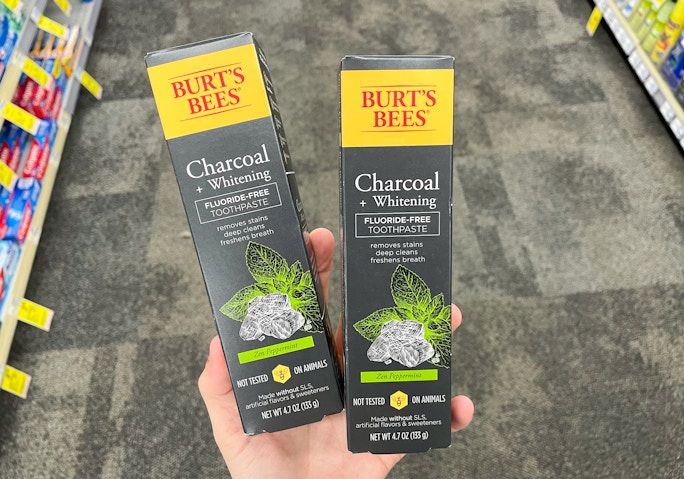 BURT'S
BEES®
Charcoal
+ Whitening
FLUORIDE-FREE
TOOTHPASTE
removes stains
deep cleans
freshens breath
Zen Peppermint
NOT TESTED ON ANIMALS
Made without SLS,
artificial flavors & sweeteners
NET WT 4.7 OZ (133 g)
BURT'S
BEES®
Charcoal
+ Whitening
FLUORIDE-FREE
TOOTHPASTE
removes stains
deep cleans
freshens breath
Zen Peppermint
NOT TESTED ON ANIMALS
Made without SLS,
artificial flavors & sweeteners
NET WT 4.7 OZ (133 g)